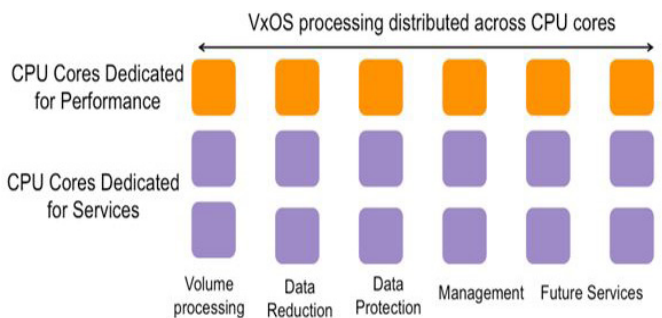 VxOS processing distributed across CPU cores
CPU Cores Dedicated
for Performance
CPU Cores Dedicated
for Services
Volume
processing
Data
Reduction
Data
Protection
Management
Future Services